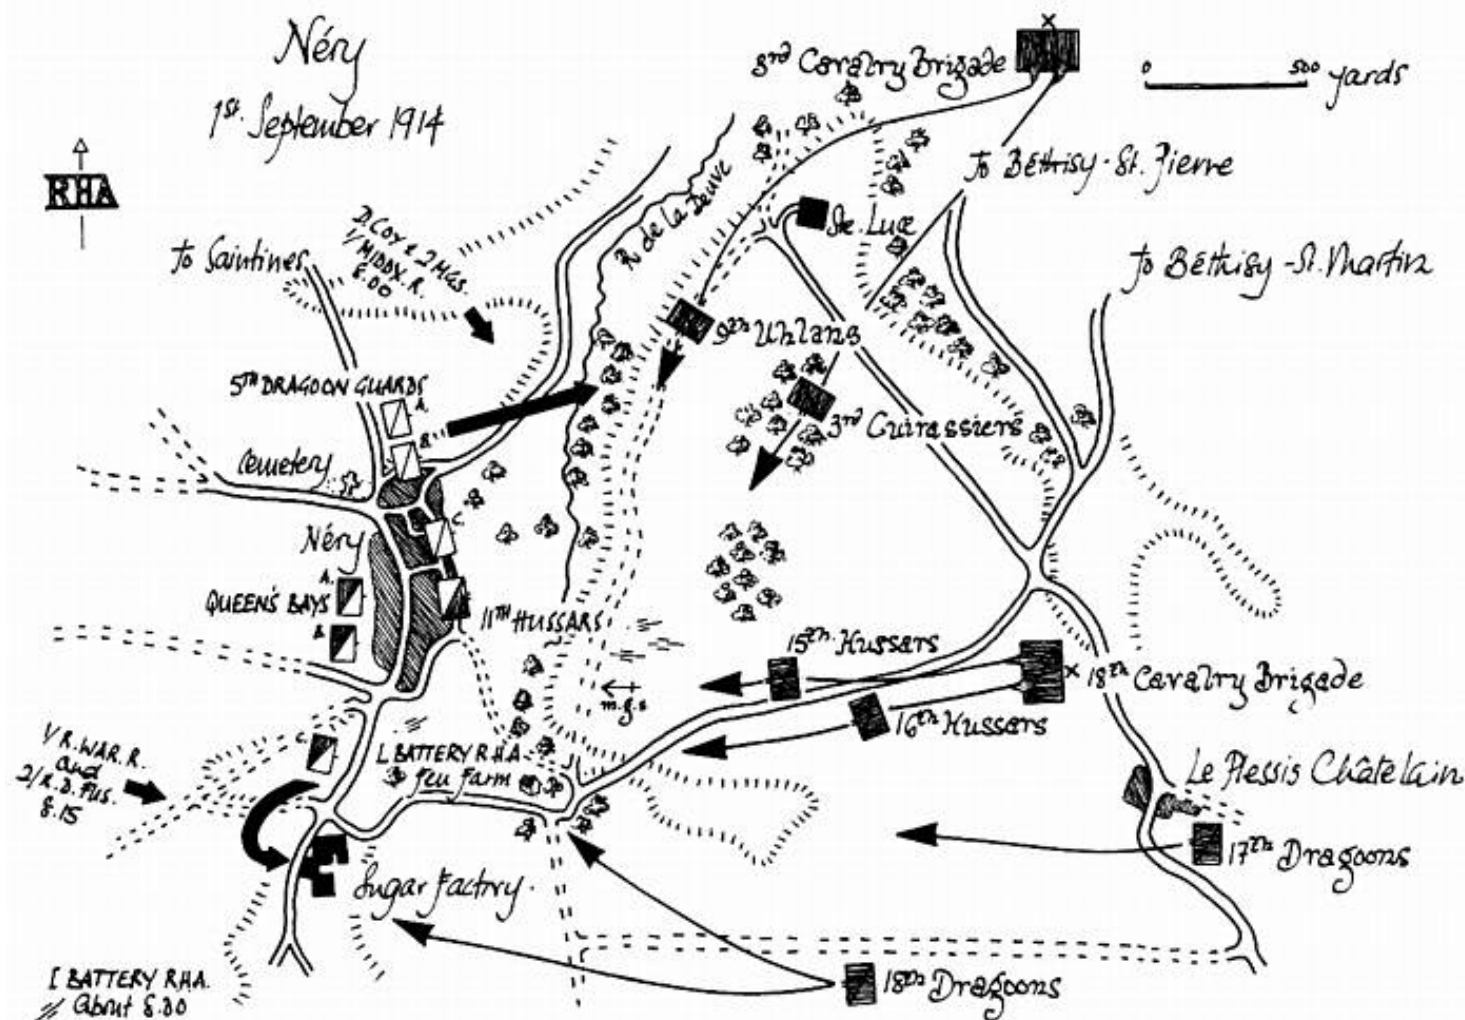 Néry
1st. September 1914
RHA
3rd Cavalry Brigade
0 500 yards
To Béthisy-St. Pierre
To Béthisy-St. Martin
R. de la Deuve
Ste. Luce
To Saintines
D. COY & 2 MGS.
1/MIDDX. R.
8.00
9th Uhlans
3rd Cuirassiers
5TH DRAGOON GUARDS
A.
B.
Cemetery
C.
Néry
A.
QUEEN'S BAYS
B.
11TH HUSSARS
15th. Hussars
m.g.s
18th Cavalry Brigade
16th Hussars
C.
L BATTERY R.H.A.
Feu Farm
1/R. WAR. R.
and
2/R.D. FUS.
8.15
Le Plessis Châtelain
17th Dragoons
Sugar Factory.
I BATTERY RHA.
About 8.00
18th Dragoons